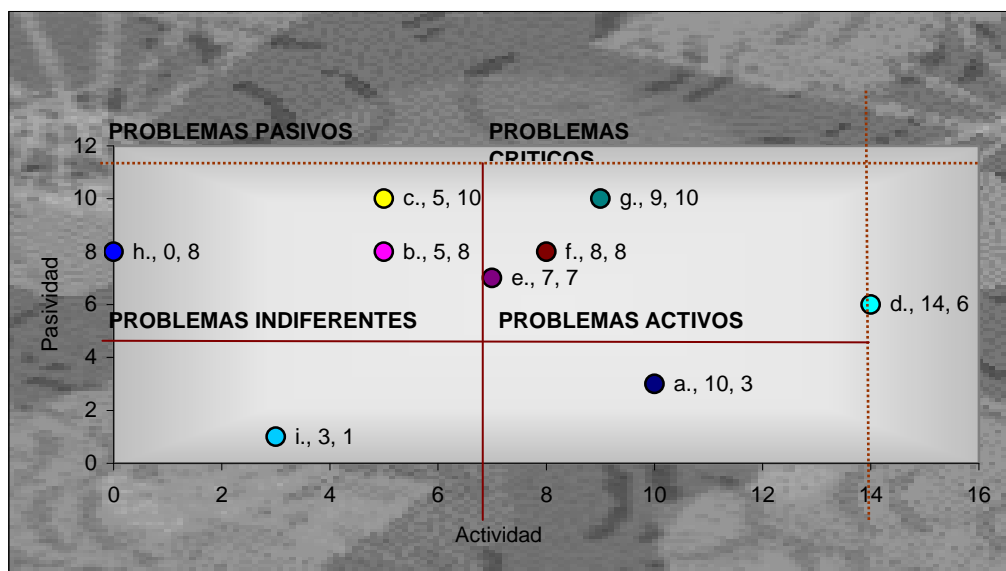 PROBLEMAS PASIVOS
PROBLEMAS
CRITICOS
12
10
8
6
4
2
0
Pasividad
c., 5, 10
g., 9, 10
h., 0, 8
b., 5, 8
f., 8, 8
e., 7, 7
d., 14, 6
PROBLEMAS INDIFERENTES
PROBLEMAS ACTIVOS
a., 10, 3
i., 3, 1
0 2 4 6 8 10 12 14 16
Actividad